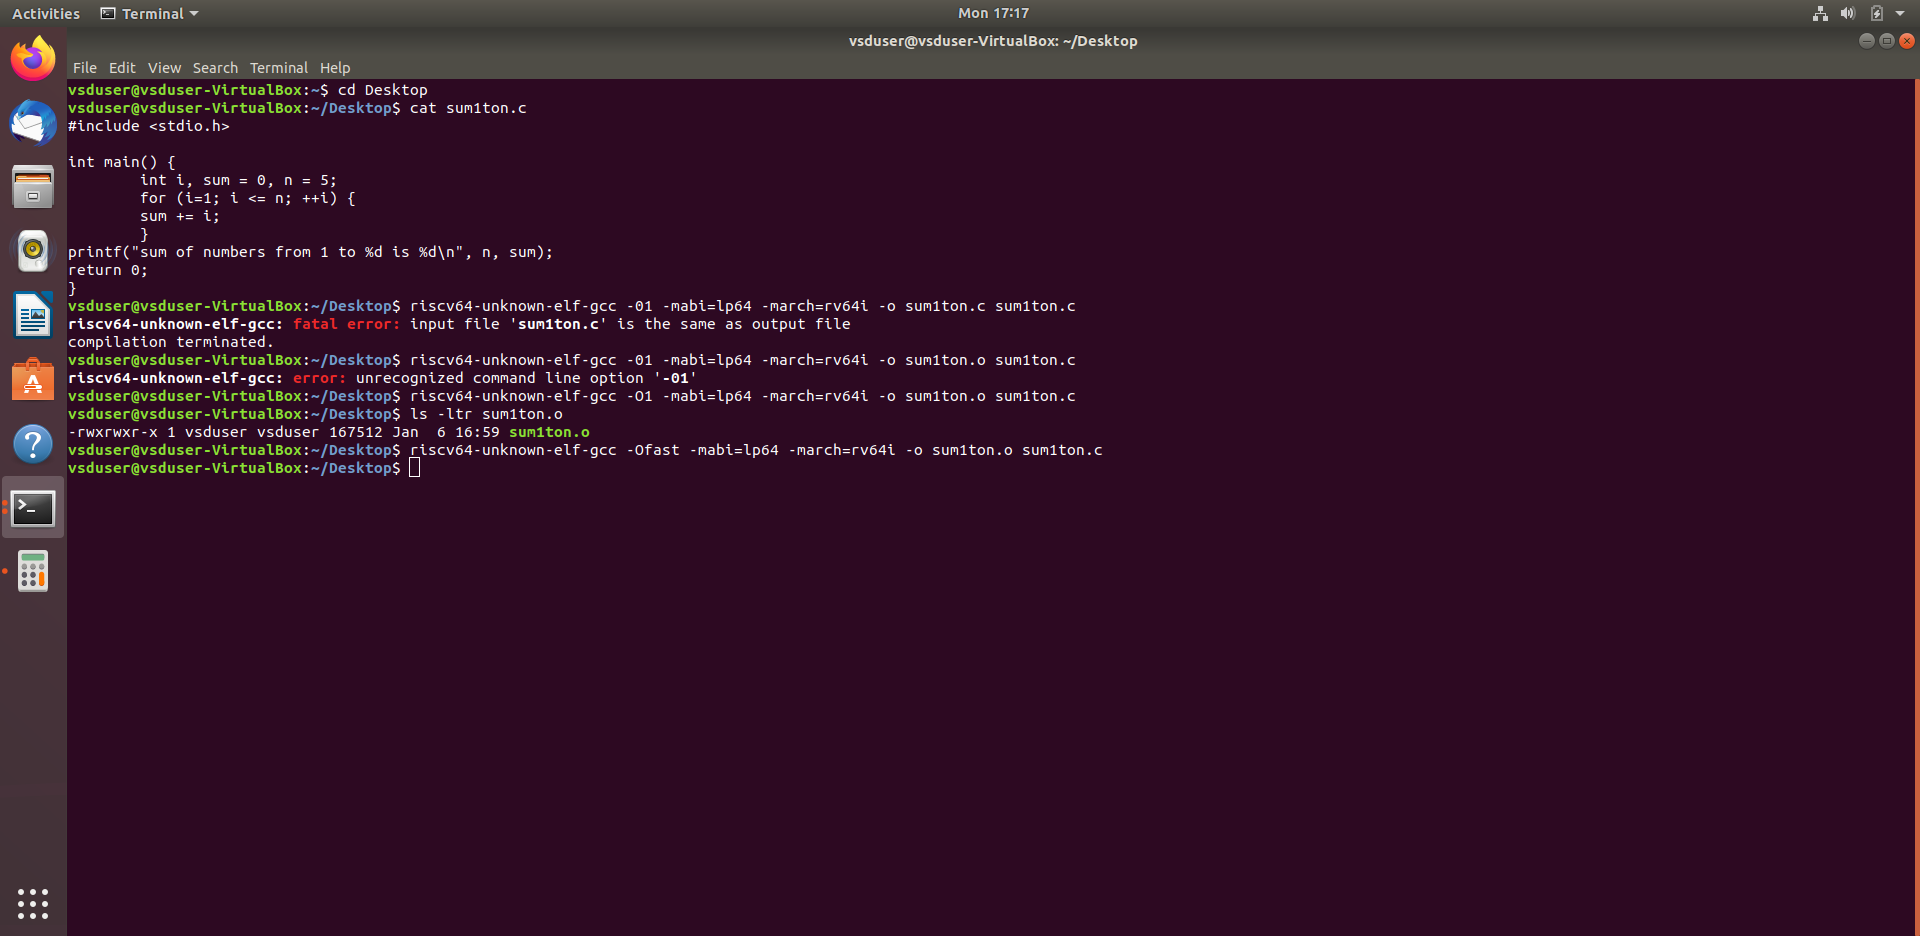 Activities Terminal Mon 17:17
vsduser@vsduser-VirtualBox: ~/Desktop
File Edit View Search Terminal Help
vsduser@vsduser-VirtualBox:~$ cd Desktop
vsduser@vsduser-VirtualBox:~/Desktop$ cat sum1ton.c
#include <stdio.h>

int main() {
        int i, sum = 0, n = 5;
        for (i=1; i <= n; ++i) {
        sum += i;
        }
printf("sum of numbers from 1 to %d is %d\n", n, sum);
return 0;
}
vsduser@vsduser-VirtualBox:~/Desktop$ riscv64-unknown-elf-gcc -01 -mabi=lp64 -march=rv64i -o sum1ton.c sum1ton.c
riscv64-unknown-elf-gcc: fatal error: input file 'sum1ton.c' is the same as output file
compilation terminated.
vsduser@vsduser-VirtualBox:~/Desktop$ riscv64-unknown-elf-gcc -01 -mabi=lp64 -march=rv64i -o sum1ton.o sum1ton.c
riscv64-unknown-elf-gcc: error: unrecognized command line option '-01'
vsduser@vsduser-VirtualBox:~/Desktop$ riscv64-unknown-elf-gcc -O1 -mabi=lp64 -march=rv64i -o sum1ton.o sum1ton.c
vsduser@vsduser-VirtualBox:~/Desktop$ ls -ltr sum1ton.o
-rwxrwxr-x 1 vsduser vsduser 167512 Jan  6 16:59 sum1ton.o
vsduser@vsduser-VirtualBox:~/Desktop$ riscv64-unknown-elf-gcc -Ofast -mabi=lp64 -march=rv64i -o sum1ton.o sum1ton.c
vsduser@vsduser-VirtualBox:~/Desktop$